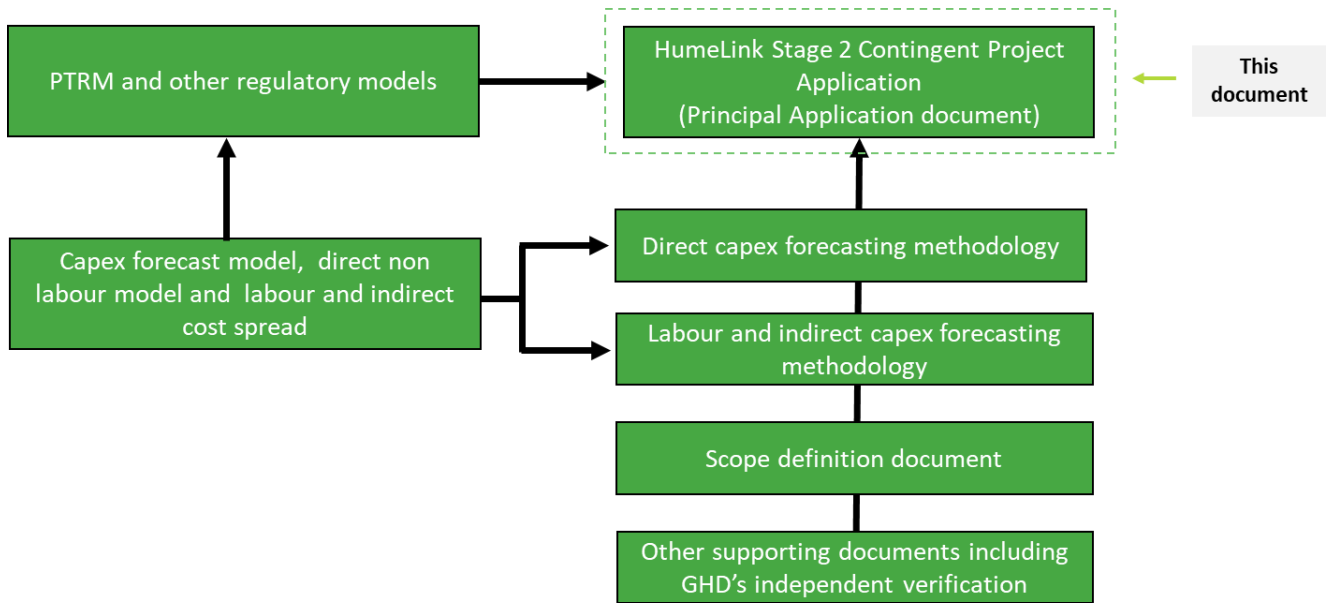 PTRM and other regulatory models
HumeLink Stage 2 Contingent Project
Application
(Principal Application document)
This
document
Capex forecast model, direct non
labour model and labour and indirect
cost spread
Direct capex forecasting methodology
Labour and indirect capex forecasting
methodology
Scope definition document
Other supporting documents including
GHD’s independent verification